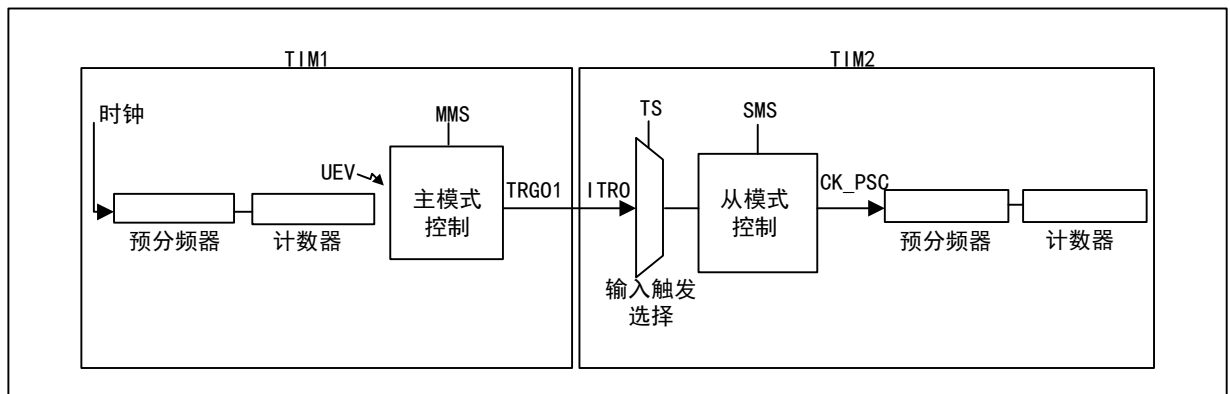 TIM1
TIM2
时钟
MMS
TS
SMS
UEV
主模式
控制
TRGO1
ITR0
从模式
控制
CK_PSC
预分频器
计数器
预分频器
计数器
输入触发
选择